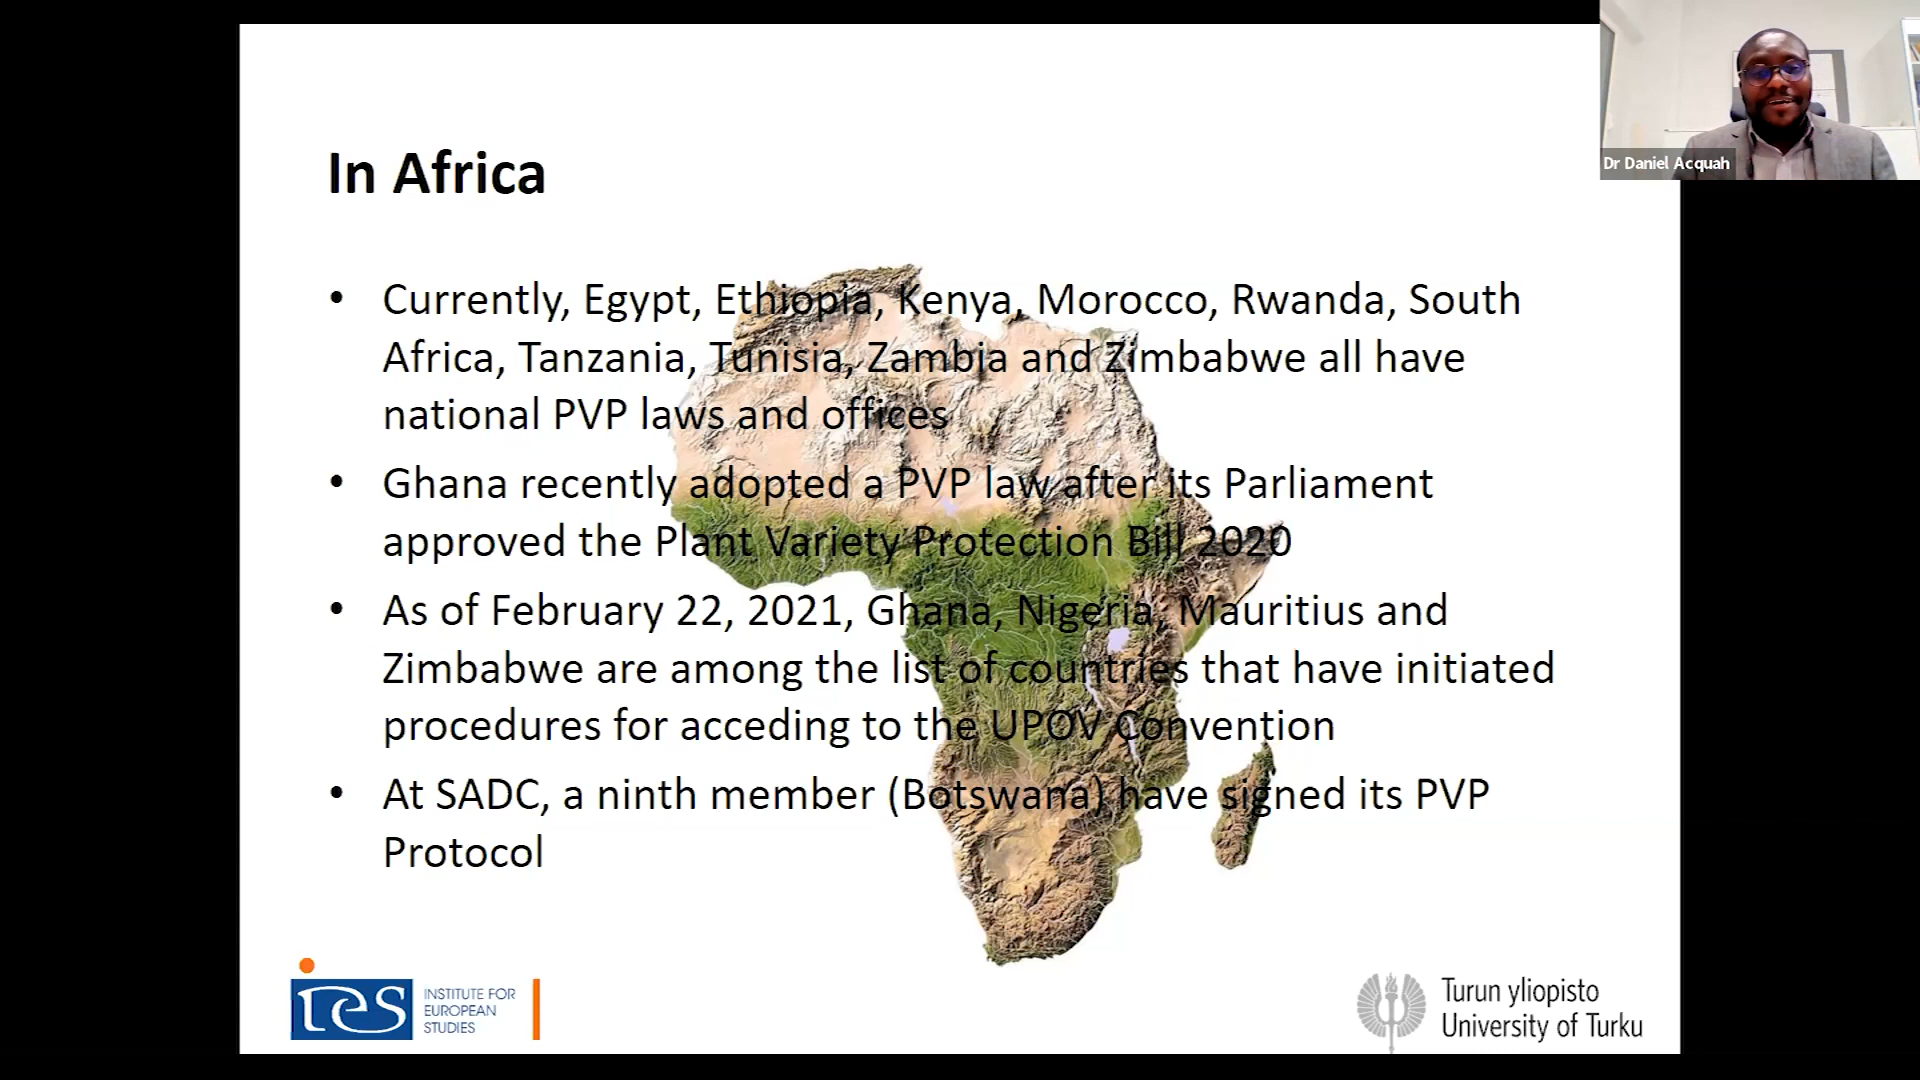 Dr Daniel Acquah
In Africa
• Currently, Egypt, Ethiopia, Kenya, Morocco, Rwanda, South
Africa, Tanzania, Tunisia, Zambia and Zimbabwe all have
national PVP laws and offices
• Ghana recently adopted a PVP law after its Parliament
approved the Plant Variety Protection Bill 2020
• As of February 22, 2021, Ghana, Nigeria, Mauritius and
Zimbabwe are among the list of countries that have initiated
procedures for acceding to the UPOV Convention
• At SADC, a ninth member (Botswana) have signed its PVP
Protocol
ies
INSTITUTE FOR
EUROPEAN
STUDIES
Turun yliopisto
University of Turku